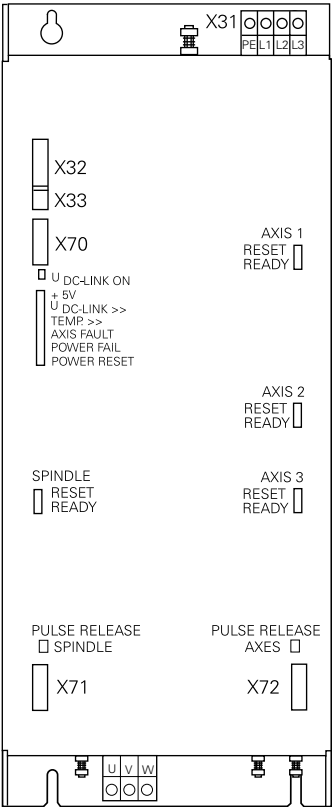 X31
PE L1 L2 L3
X32
X33
X70
AXIS 1
RESET
READY
U DC-LINK ON
+ 5V
U DC-LINK >>
TEMP. >>
AXIS FAULT
POWER FAIL
POWER RESET
AXIS 2
RESET
READY
SPINDLE
RESET
READY
AXIS 3
RESET
READY
PULSE RELEASE
SPINDLE
PULSE RELEASE
AXES
X71
X72
U V W